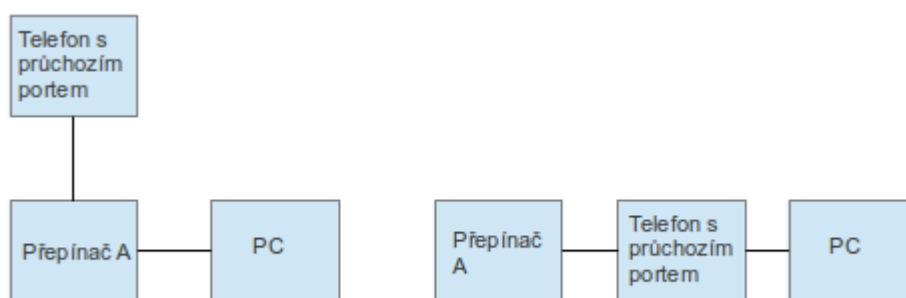 Telefon s
průchozím
portem
Přepínač A
PC
Přepínač
A
Telefon s
průchozím
portem
PC